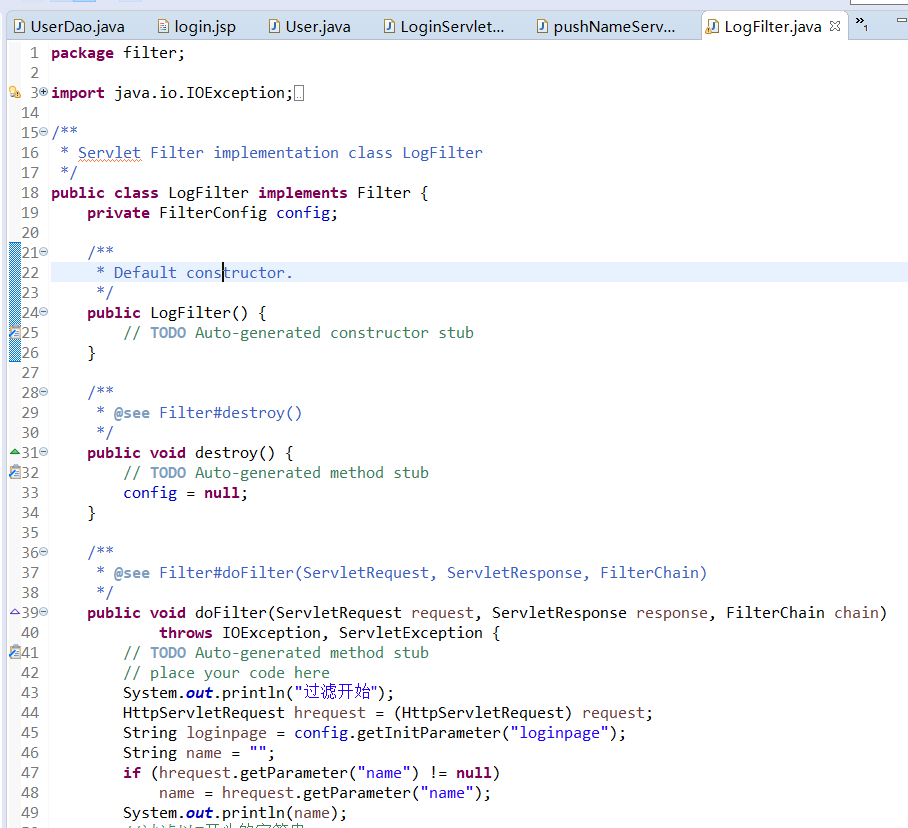 UserDao.java login.jsp User.java LoginServlet... pushNameServ... LogFilter.java »1
1 package filter;
2
3 import java.io.IOException;
14
15 /**
16 * Servlet Filter implementation class LogFilter
17 */
18 public class LogFilter implements Filter {
19 private FilterConfig config;
20
21 /**
22 * Default constructor.
23 */
24 public LogFilter() {
25 // TODO Auto-generated constructor stub
26 }
27
28 /**
29 * @see Filter#destroy()
30 */
31 public void destroy() {
32 // TODO Auto-generated method stub
33 config = null;
34 }
35
36 /**
37 * @see Filter#doFilter(ServletRequest, ServletResponse, FilterChain)
38 */
39 public void doFilter(ServletRequest request, ServletResponse response, FilterChain chain)
40 throws IOException, ServletException {
41 // TODO Auto-generated method stub
42 // place your code here
43 System.out.println("过滤开始");
44 HttpServletRequest hrequest = (HttpServletRequest) request;
45 String loginpage = config.getInitParameter("loginpage");
46 String name = "";
47 if (hrequest.getParameter("name") != null)
48 name = hrequest.getParameter("name");
49 System.out.println(name);